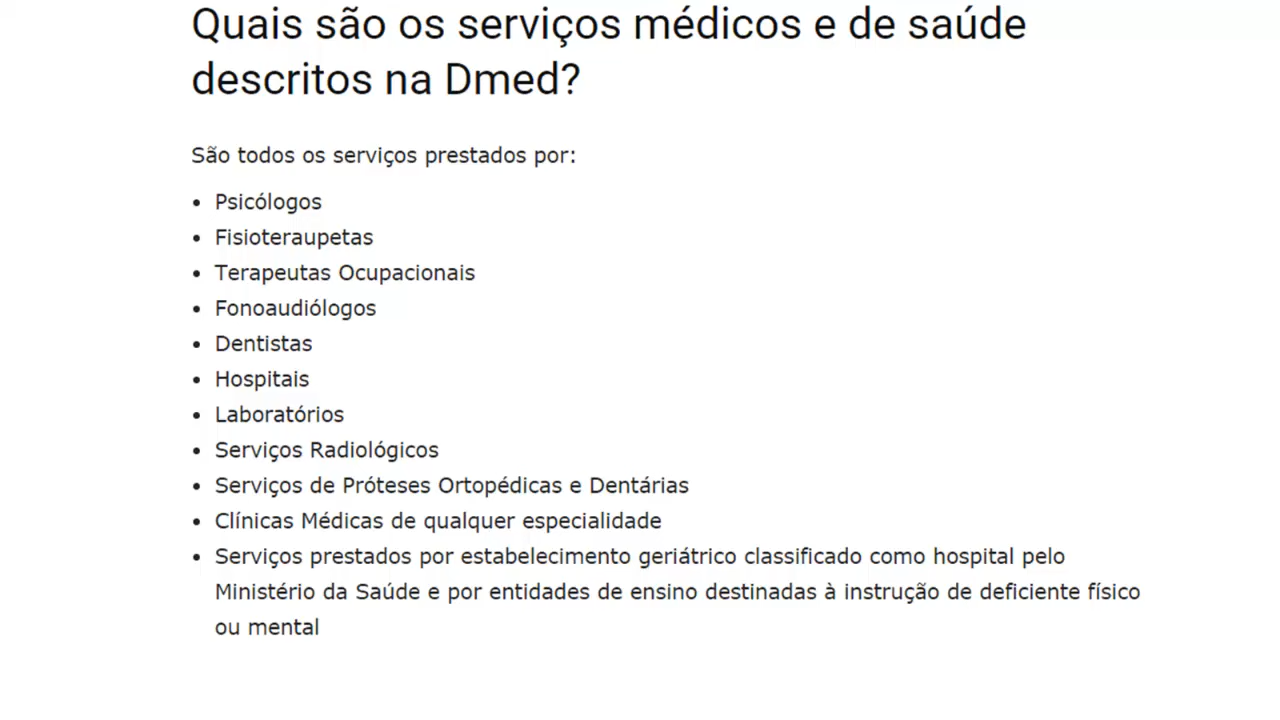 Quais são os serviços médicos e de saúde
descritos na Dmed?
São todos os serviços prestados por:
• Psicólogos
• Fisioteraupetas
• Terapeutas Ocupacionais
• Fonoaudiólogos
• Dentistas
• Hospitais
• Laboratórios
• Serviços Radiológicos
• Serviços de Próteses Ortopédicas e Dentárias
• Clínicas Médicas de qualquer especialidade
• Serviços prestados por estabelecimento geriátrico classificado como hospital pelo
Ministério da Saúde e por entidades de ensino destinadas à instrução de deficiente físico
ou mental